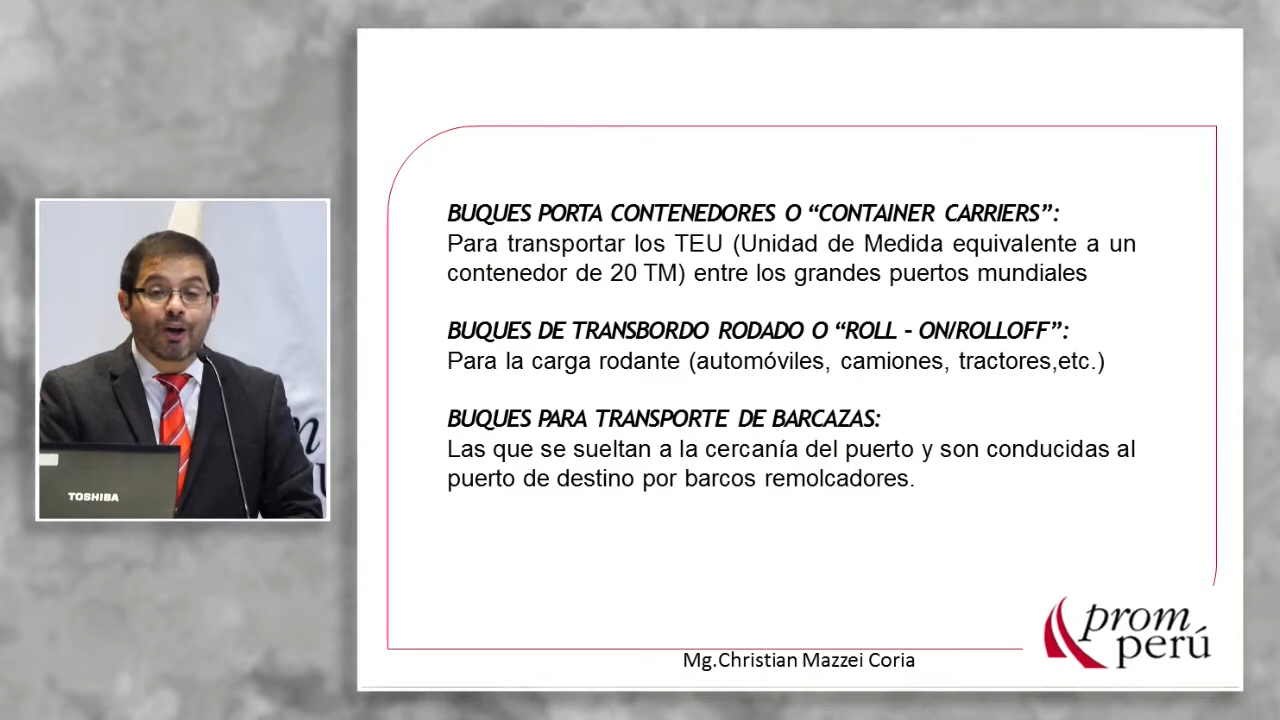 BUQUES PORTA CONTENEDORES O “CONTAINER CARRIERS”:
Para transportar los TEU (Unidad de Medida equivalente a un
contenedor de 20 TM) entre los grandes puertos mundiales
BUQUES DE TRANSBORDO RODADO O “ROLL – ON/ROLLOFF”:
Para la carga rodante (automóviles, camiones, tractores,etc.)
BUQUES PARA TRANSPORTE DE BARCAZAS:
Las que se sueltan a la cercanía del puerto y son conducidas al
puerto de destino por barcos remolcadores.
TOSHIBA
prom
perú
Mg.Christian Mazzei Coria